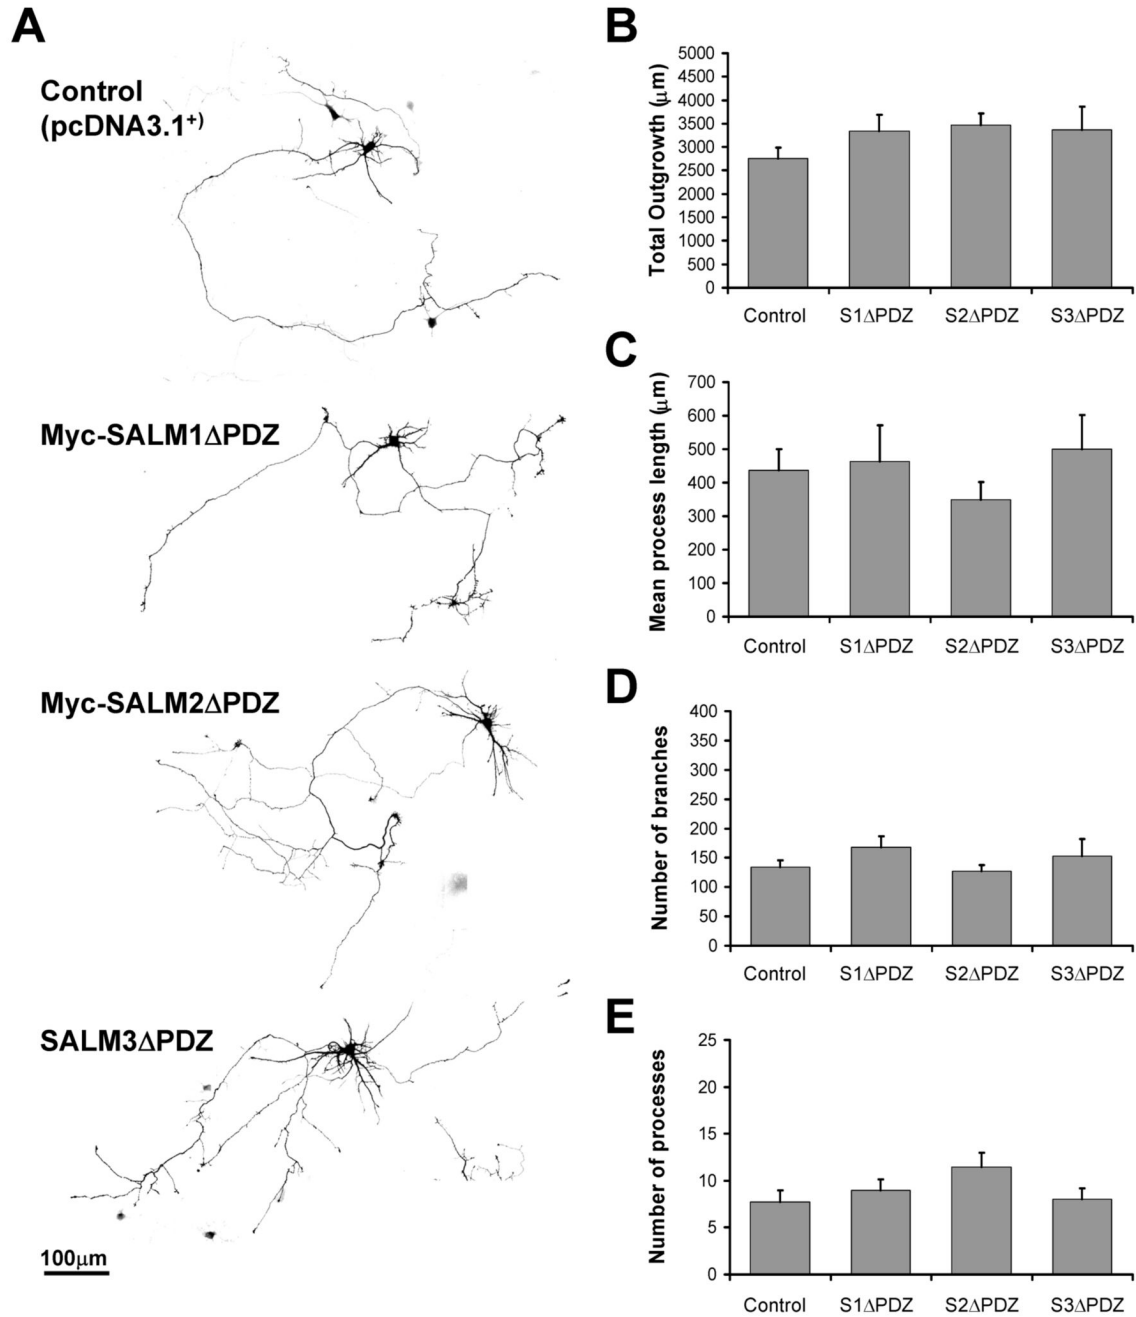 A
Control
(pcDNA3.1+)
Myc-SALM1ΔPDZ
Myc-SALM2ΔPDZ
SALM3ΔPDZ
100μm
B
Total Outgrowth (μm)
5000
4500
4000
3500
3000
2500
2000
1500
1000
500
0
Control S1ΔPDZ S2ΔPDZ S3ΔPDZ
C
Mean process length (μm)
700
600
500
400
300
200
100
0
Control S1ΔPDZ S2ΔPDZ S3ΔPDZ
D
Number of branches
400
350
300
250
200
150
100
50
0
Control S1ΔPDZ S2ΔPDZ S3ΔPDZ
E
Number of processes
25
20
15
10
5
0
Control S1ΔPDZ S2ΔPDZ S3ΔPDZ